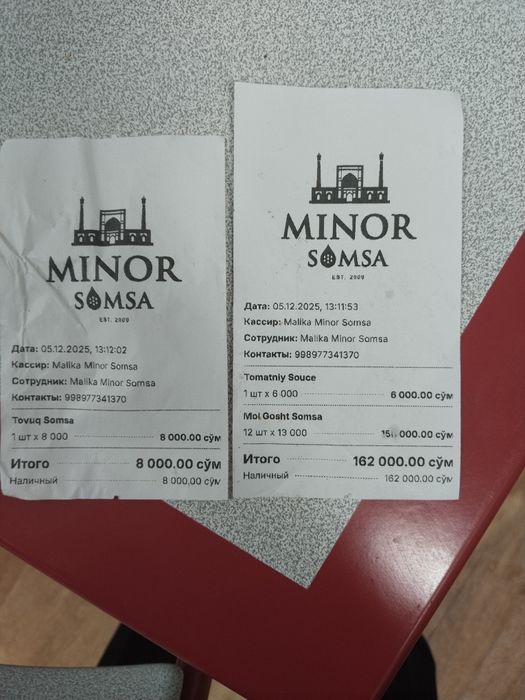 MINOR
SOMSA
EST. 2009
Дата: 05.12.2025, 13:12:02
Кассир: Malika Minor Somsa
Сотрудник: Malika Minor Somsa
Контакты: 998977341370
Tovuq Somsa
1 шт x 8 000 8 000.00 сўм
Итого 8 000.00 сўм
Наличный 8 000.00 сўм
MINOR
SOMSA
EST. 2009
Дата: 05.12.2025, 13:11:53
Кассир: Malika Minor Somsa
Сотрудник: Malika Minor Somsa
Контакты: 998977341370
Tomatniy Souce
1 шт x 6 000 6 000.00 сўм
Mol Gosht Somsa
12 шт x 13 000 сўм
Итого 162 000.00 сўм
Наличный 162 000.00 сўм